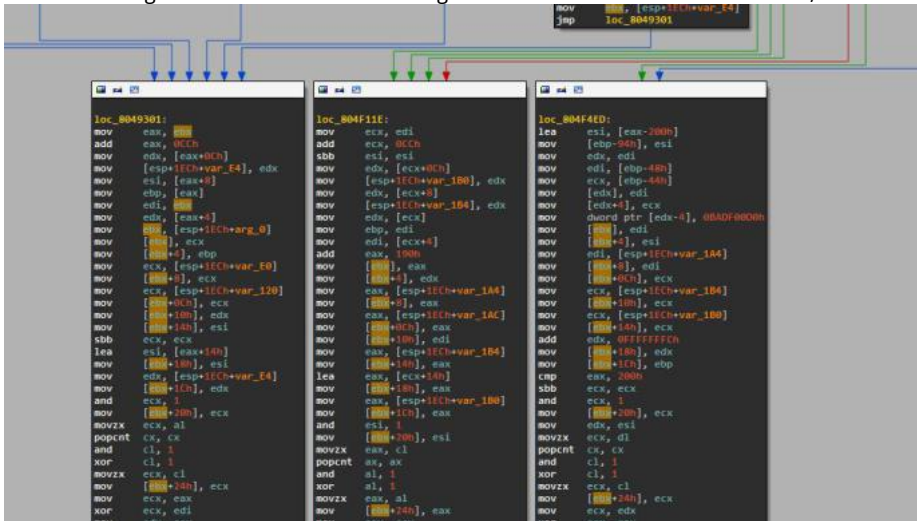 mov ebx, [esp+1ECh+var_E4]
jmp loc_8049301
loc_8049301:
mov eax, ebx
add eax, 0CCh
mov edx, [eax+0Ch]
mov [esp+1ECh+var_E4], edx
mov esi, [eax+8]
mov ebp, [eax]
mov edi, ebx
mov edx, [eax+4]
mov ebx, [esp+1ECh+arg_0]
mov [ebx], ecx
mov [ebx+4], ebp
mov ecx, [esp+1ECh+var_E0]
mov [ebx+8], ecx
mov ecx, [esp+1ECh+var_120]
mov [ebx+0Ch], ecx
mov [ebx+10h], edx
mov [ebx+14h], esi
sbb ecx, ecx
lea esi, [eax+14h]
mov [ebx+18h], esi
mov edx, [esp+1ECh+var_E4]
mov [ebx+1Ch], edx
and ecx, 1
mov [ebx+20h], ecx
movzx ecx, al
popcnt cx, cx
and cl, 1
xor cl, 1
movzx ecx, cl
mov [ebx+24h], ecx
mov ecx, eax
xor ecx, edi
loc_804F11E:
mov ecx, edi
add ecx, 0CCh
sbb esi, esi
mov edx, [ecx+0Ch]
mov [esp+1ECh+var_1B0], edx
mov edx, [ecx+8]
mov [esp+1ECh+var_1B4], edx
mov edx, [ecx]
mov ebp, edi
mov edi, [ecx+4]
add eax, 190h
mov [ebx], eax
mov [ebx+4], edx
mov eax, [esp+1ECh+var_1A4]
mov [ebx+8], eax
mov eax, [esp+1ECh+var_1AC]
mov [ebx+0Ch], eax
mov [ebx+10h], edi
mov eax, [esp+1ECh+var_1B4]
mov [ebx+14h], eax
lea eax, [ecx+14h]
mov [ebx+18h], eax
mov eax, [esp+1ECh+var_1B0]
mov [ebx+1Ch], eax
and esi, 1
mov [ebx+20h], esi
movzx eax, cl
popcnt ax, ax
and al, 1
xor al, 1
movzx eax, al
mov [ebx+24h], eax
loc_804F4ED:
lea esi, [eax-200h]
mov [ebp-94h], esi
mov edx, edi
mov edi, [ebp-48h]
mov ecx, [ebp-44h]
mov [edx], edi
mov [edx+4], ecx
mov dword ptr [edx-4], 0BADF00D0h
mov [ebx], edi
mov [ebx+4], esi
mov edi, [esp+1ECh+var_1A4]
mov [ebx+8], edi
mov [ebx+0Ch], ecx
mov ecx, [esp+1ECh+var_1B4]
mov [ebx+10h], ecx
mov ecx, [esp+1ECh+var_1B0]
mov [ebx+14h], ecx
add edx, 0FFFFFFFCh
mov [ebx+18h], edx
mov [ebx+1Ch], ebp
cmp eax, 200h
sbb ecx, ecx
and ecx, 1
mov [ebx+20h], ecx
mov edx, esi
movzx ecx, dl
popcnt cx, cx
and cl, 1
xor cl, 1
movzx ecx, cl
mov [ebx+24h], ecx
mov ecx, edx